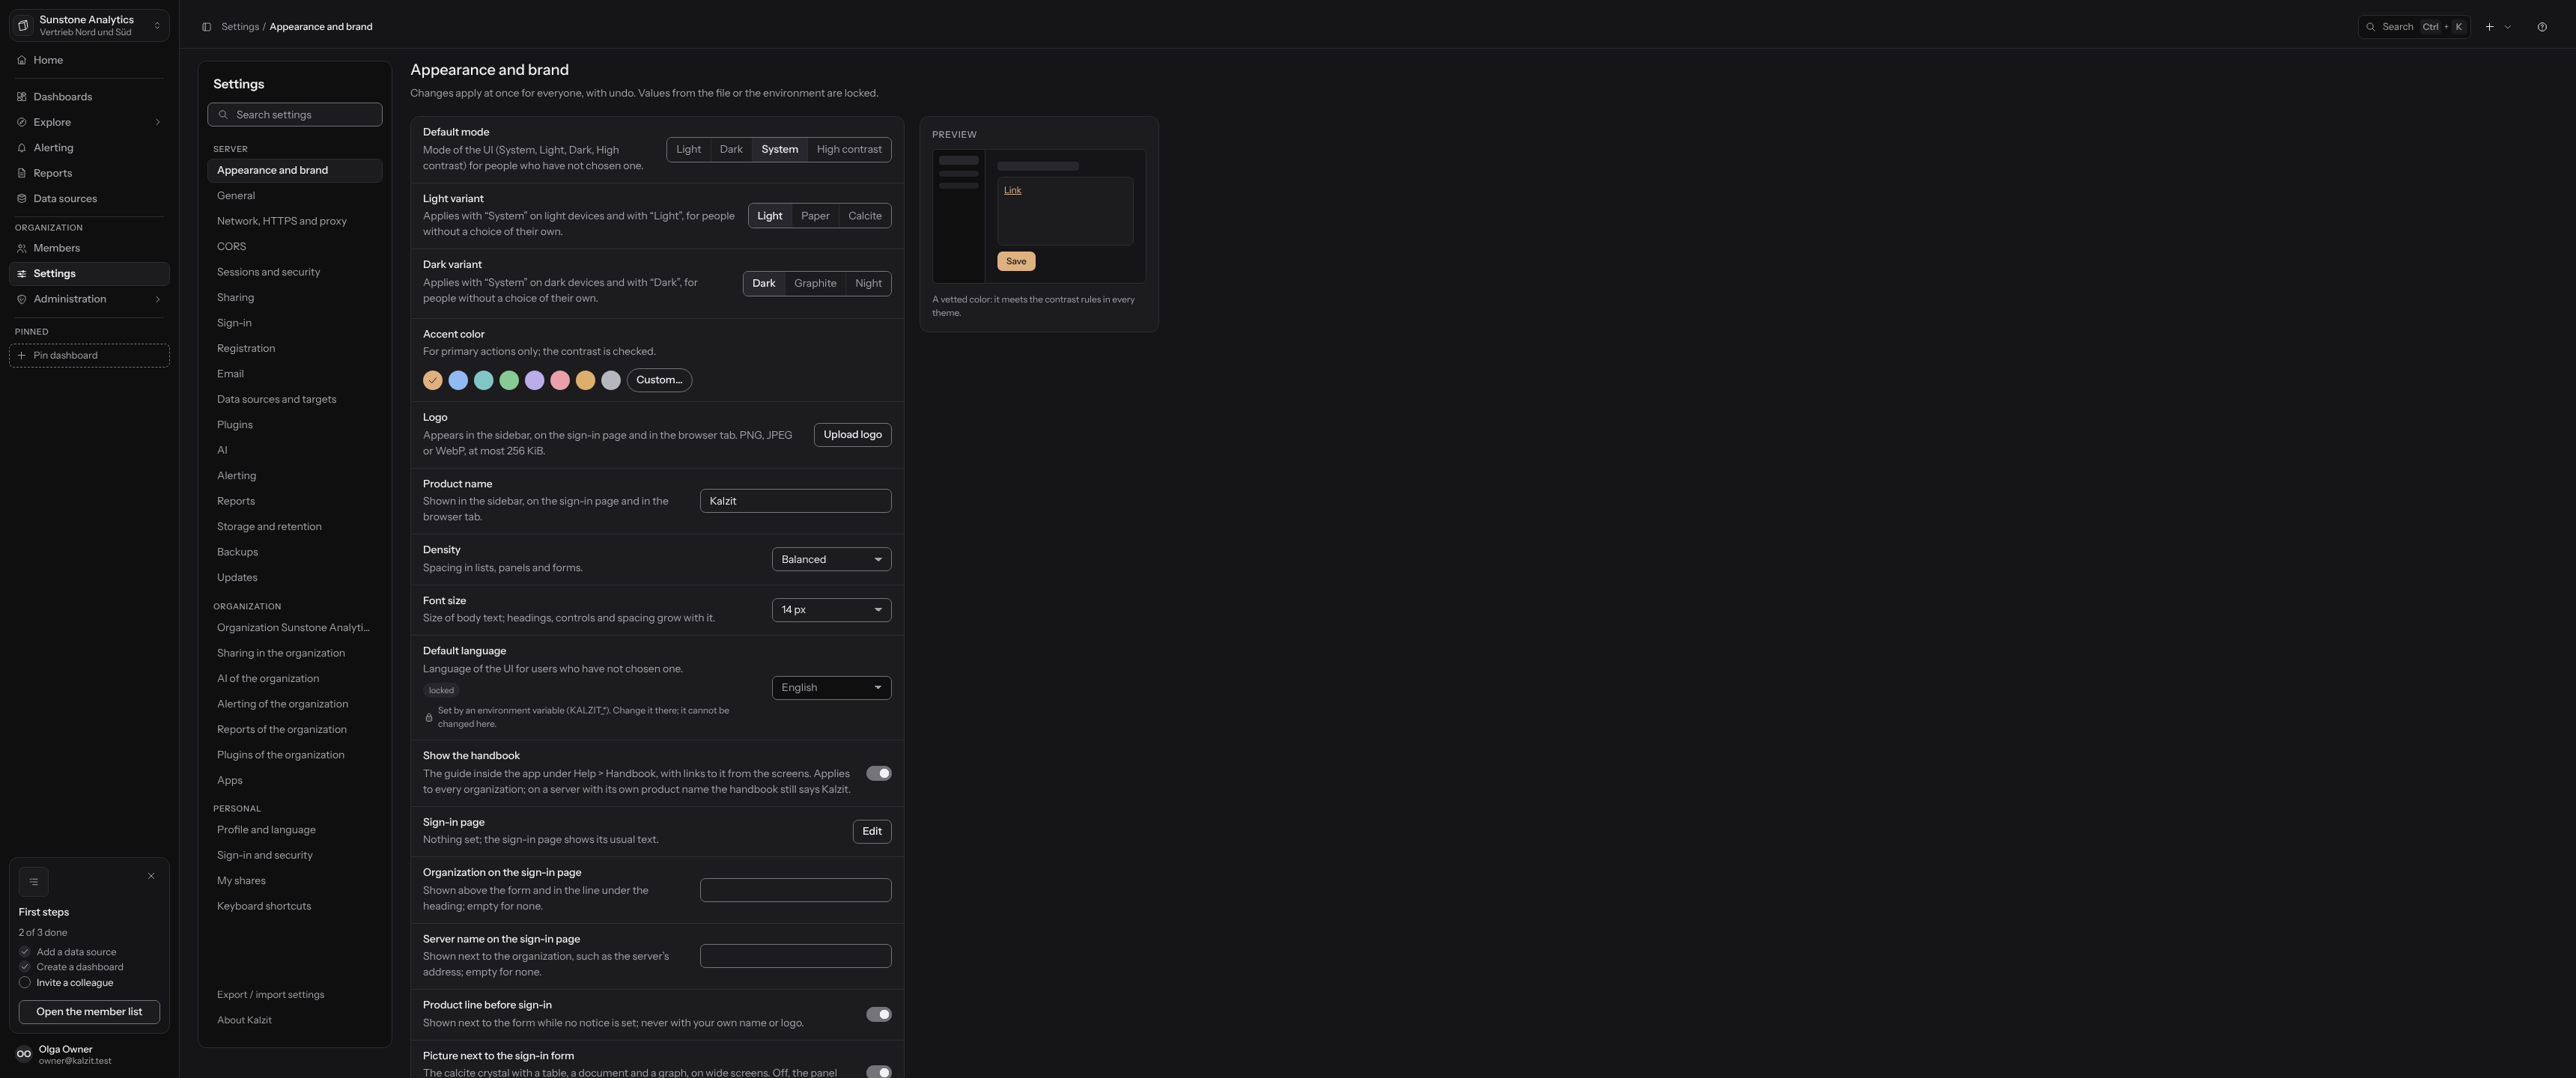 Sunstone Analytics
Vertrieb Nord und Süd
Home
Dashboards
Explore
Alerting
Reports
Data sources
ORGANIZATION
Members
Settings
Administration
PINNED
Pin dashboard
First steps
2 of 3 done
Add a data source
Create a dashboard
Invite a colleague
Open the member list
OO
Olga Owner
owner@kalzit.test
Settings / Appearance and brand
Search Ctrl + K
Settings
Search settings
SERVER
Appearance and brand
General
Network, HTTPS and proxy
CORS
Sessions and security
Sharing
Sign-in
Registration
Email
Data sources and targets
Plugins
AI
Alerting
Reports
Storage and retention
Backups
Updates
ORGANIZATION
Organization Sunstone Analyti...
Sharing in the organization
AI of the organization
Alerting of the organization
Reports of the organization
Plugins of the organization
Apps
PERSONAL
Profile and language
Sign-in and security
My shares
Keyboard shortcuts
Export / import settings
About Kalzit
Appearance and brand
Changes apply at once for everyone, with undo. Values from the file or the environment are locked.
Default mode
Mode of the UI (System, Light, Dark, High
contrast) for people who have not chosen one.
Light Dark System High contrast
Light variant
Applies with “System” on light devices and with “Light”, for people
without a choice of their own.
Light Paper Calcite
Dark variant
Applies with “System” on dark devices and with “Dark”, for
people without a choice of their own.
Dark Graphite Night
Accent color
For primary actions only; the contrast is checked.
Custom...
Logo
Appears in the sidebar, on the sign-in page and in the browser tab. PNG, JPEG
or WebP, at most 256 KiB.
Upload logo
Product name
Shown in the sidebar, on the sign-in page and in the
browser tab.
Kalzit
Density
Spacing in lists, panels and forms.
Balanced
Font size
Size of body text; headings, controls and spacing grow with it.
14 px
Default language
Language of the UI for users who have not chosen one.
locked
Set by an environment variable (KALZIT_*). Change it there; it cannot be
changed here.
English
Show the handbook
The guide inside the app under Help > Handbook, with links to it from the screens. Applies
to every organization; on a server with its own product name the handbook still says Kalzit.
Sign-in page
Nothing set; the sign-in page shows its usual text.
Edit
Organization on the sign-in page
Shown above the form and in the line under the
heading; empty for none.
Server name on the sign-in page
Shown next to the organization, such as the server's
address; empty for none.
Product line before sign-in
Shown next to the form while no notice is set; never with your own name or logo.
Picture next to the sign-in form
The calcite crystal with a table, a document and a graph, on wide screens. Off, the panel
PREVIEW
Link
Save
A vetted color: it meets the contrast rules in every
theme.